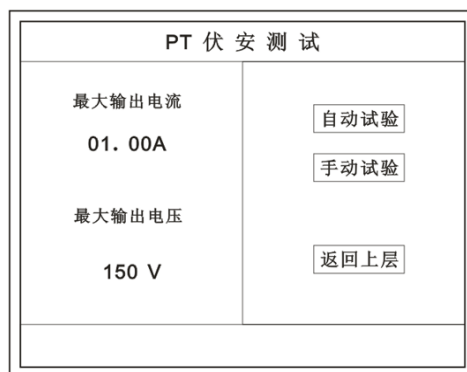 PT 伏 安 测 试
最大输出电流
01. 00A
最大输出电压
150 V
自动试验
手动试验
返回上层